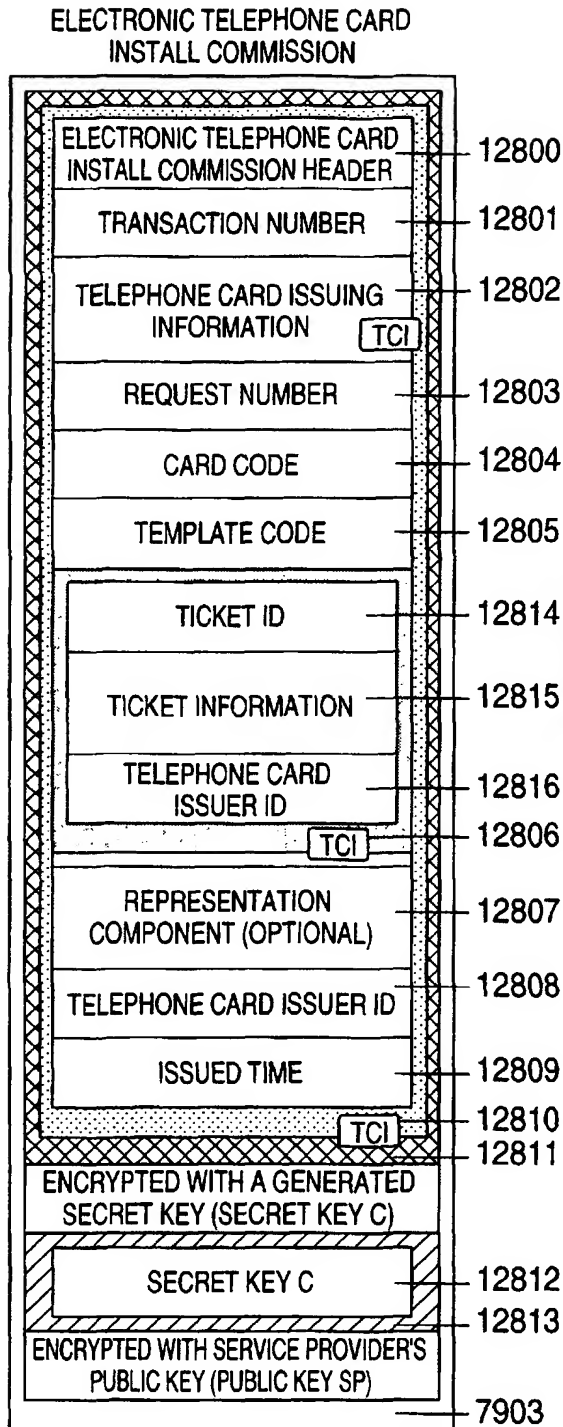 ELECTRONIC TELEPHONE CARD
INSTALL COMMISSION
ELECTRONIC TELEPHONE CARD
INSTALL COMMISSION HEADER
12800
TRANSACTION NUMBER
12801
TELEPHONE CARD ISSUING
INFORMATION
12802
TCI
REQUEST NUMBER
12803
CARD CODE
12804
TEMPLATE CODE
12805
TICKET ID
12814
TICKET INFORMATION
12815
TELEPHONE CARD
ISSUER ID
12816
TCI
12806
REPRESENTATION
COMPONENT (OPTIONAL)
12807
TELEPHONE CARD ISSUER ID
12808
ISSUED TIME
12809
TCI
12810
12811
ENCRYPTED WITH A GENERATED
SECRET KEY (SECRET KEY C)
SECRET KEY C
12812
12813
ENCRYPTED WITH SERVICE PROVIDER'S
PUBLIC KEY (PUBLIC KEY SP)
7903